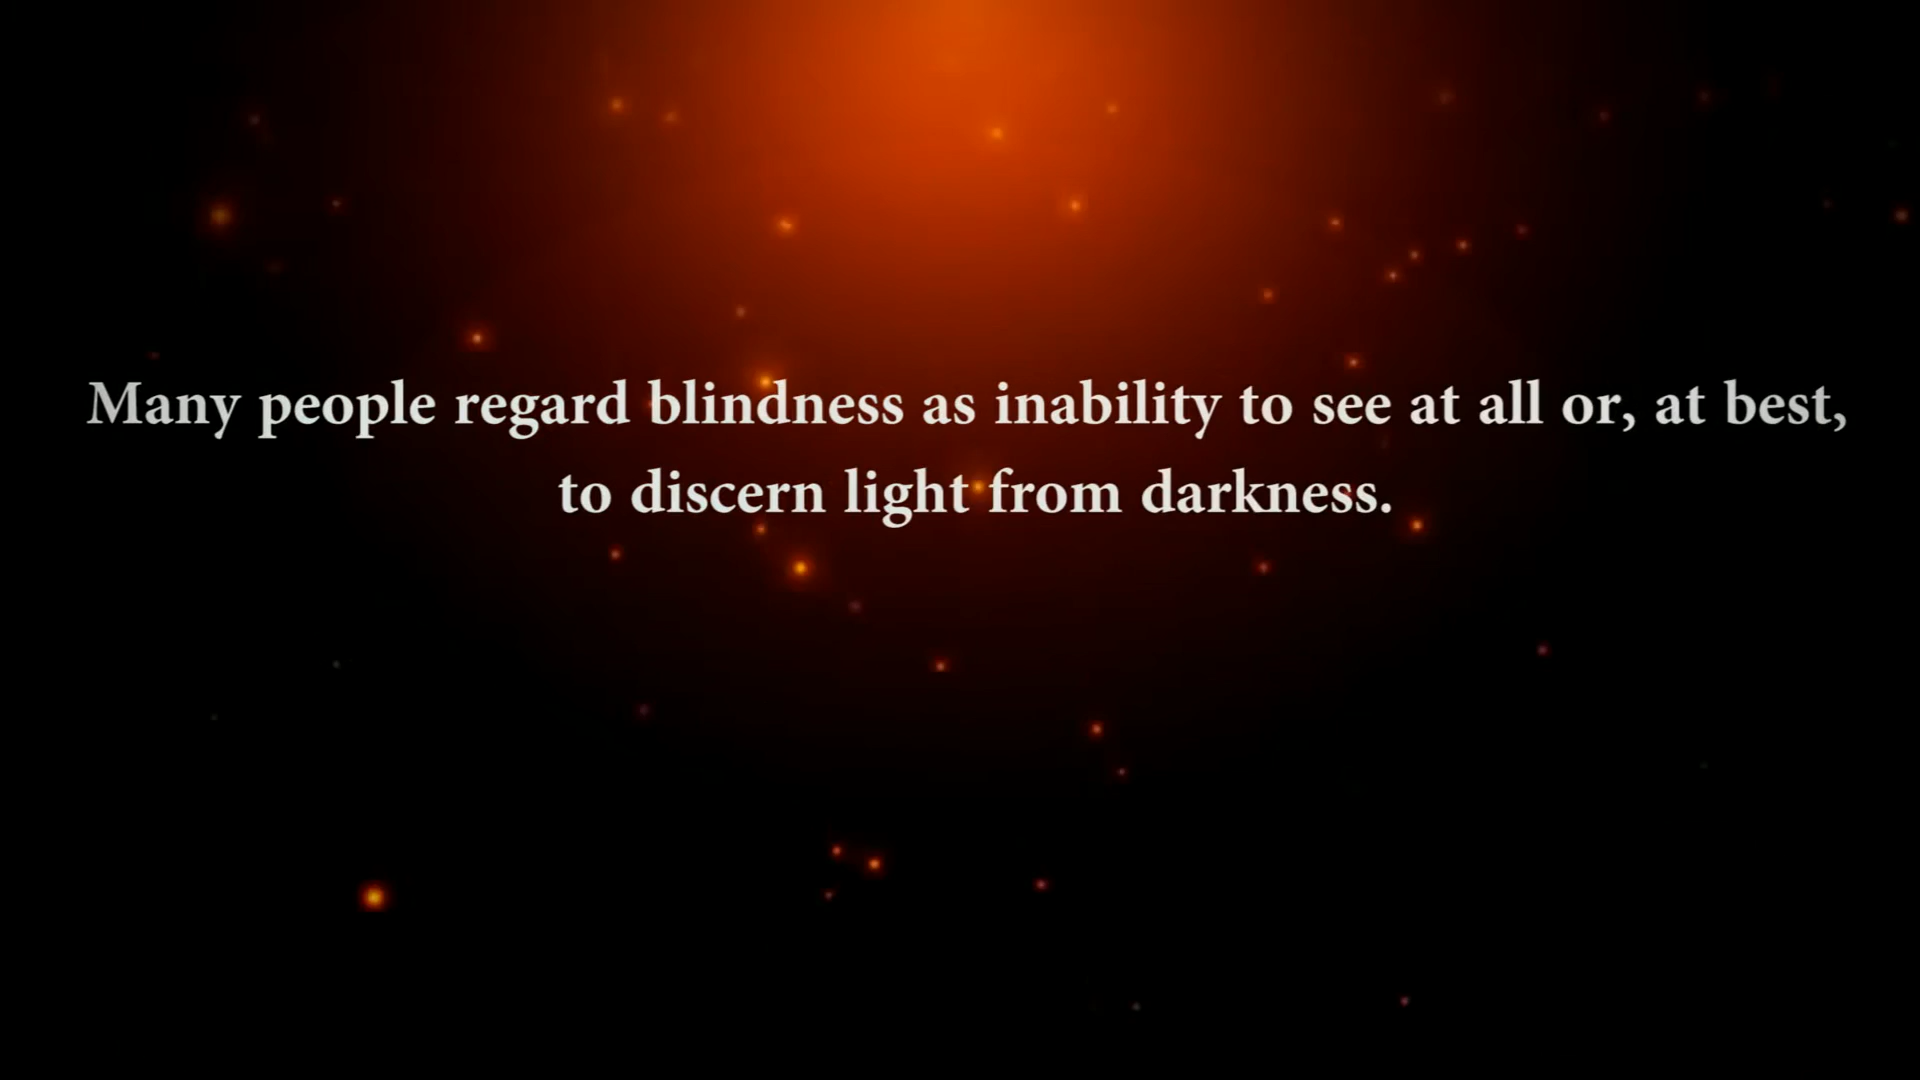 Many people regard blindness as inability to see at all or, at best,
to discern light from darkness.